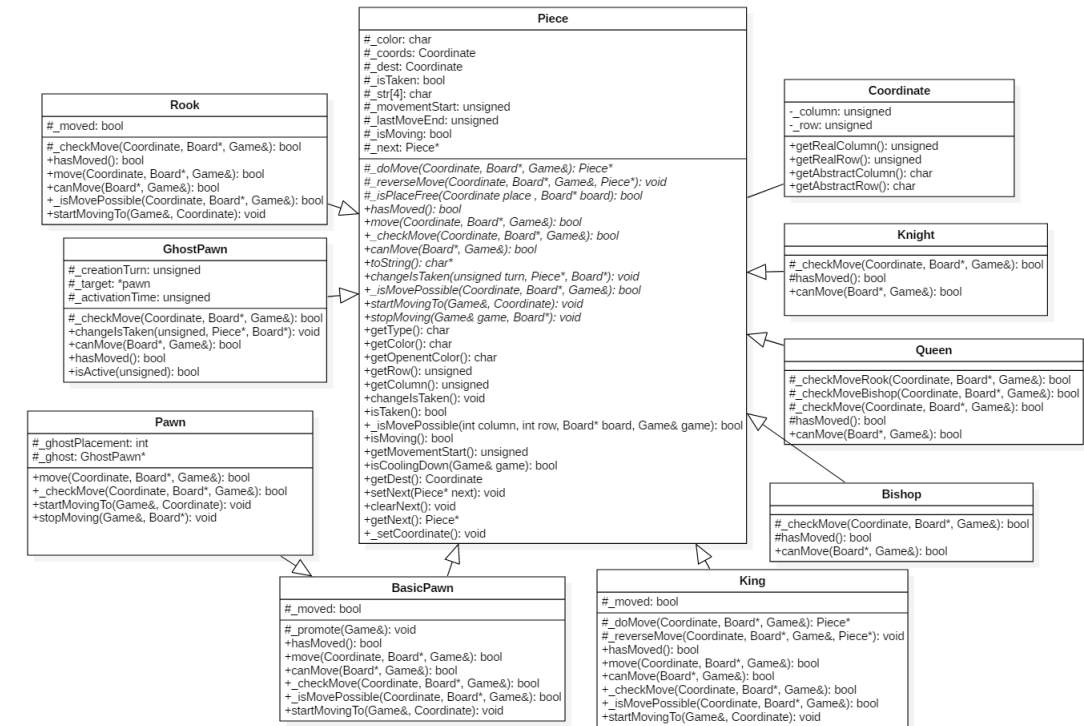 Piece
#_color: char
#_coords: Coordinate
#_dest: Coordinate
#_isTaken: bool
#_str[4]: char
#_movementStart: unsigned
#_lastMoveEnd: unsigned
#_isMoving: bool
#_next: Piece*
#_doMove(Coordinate, Board*, Game&): Piece*
#_reverseMove(Coordinate, Board*, Game&, Piece*): void
#_isPlaceFree(Coordinate place , Board* board): bool
+hasMoved(): bool
+move(Coordinate, Board*, Game&): bool
+_checkMove(Coordinate, Board*, Game&): bool
+canMove(Board*, Game&): bool
+toString(): char*
+changeIsTaken(unsigned turn, Piece*, Board*): void
+_isMovePossible(Coordinate, Board*, Game&): bool
+startMovingTo(Game&, Coordinate): void
+stopMoving(Game& game, Board*): void
+getType(): char
+getColor(): char
+getOpenentColor(): char
+getRow(): unsigned
+getColumn(): unsigned
+changeIsTaken(): void
+isTaken(): bool
+_isMovePossible(int column, int row, Board* board, Game& game): bool
+isMoving(): bool
+getMovementStart(): unsigned
+isCoolingDown(Game& game): bool
+getDest(): Coordinate
+setNext(Piece* next): void
+clearNext(): void
+getNext(): Piece*
+_setCoordinate(): void
Rook
#_moved: bool
#_checkMove(Coordinate, Board*, Game&): bool
+hasMoved(): bool
+move(Coordinate, Board*, Game&): bool
+canMove(Board*, Game&): bool
+_isMovePossible(Coordinate, Board*, Game&): bool
+startMovingTo(Game&, Coordinate): void
GhostPawn
#_creationTurn: unsigned
#_target: *pawn
#_activationTime: unsigned
#_checkMove(Coordinate, Board*, Game&): bool
+changeIsTaken(unsigned, Piece*, Board*): void
+canMove(Board*, Game&): bool
+hasMoved(): bool
+isActive(unsigned): bool
Pawn
#_ghostPlacement: int
#_ghost: GhostPawn*
+move(Coordinate, Board*, Game&): bool
+_checkMove(Coordinate, Board*, Game&): bool
+startMovingTo(Game&, Coordinate): void
+stopMoving(Game&, Board*): void
BasicPawn
#_moved: bool
#_promote(Game&): void
+hasMoved(): bool
+move(Coordinate, Board*, Game&): bool
+canMove(Board*, Game&): bool
+_checkMove(Coordinate, Board*, Game&): bool
+_isMovePossible(Coordinate, Board*, Game&): bool
+startMovingTo(Game&, Coordinate): void
King
#_moved: bool
#_doMove(Coordinate, Board*, Game&): Piece*
#_reverseMove(Coordinate, Board*, Game&, Piece*): void
+hasMoved(): bool
+move(Coordinate, Board*, Game&): bool
+canMove(Board*, Game&): bool
+_checkMove(Coordinate, Board*, Game&): bool
+_isMovePossible(Coordinate, Board*, Game&): bool
+startMovingTo(Game&, Coordinate): void
Coordinate
-_column: unsigned
-_row: unsigned
+getRealColumn(): unsigned
+getRealRow(): unsigned
+getAbstractColumn(): char
+getAbstractRow(): char
Knight
#_checkMove(Coordinate, Board*, Game&): bool
#hasMoved(): bool
+canMove(Board*, Game&): bool
Queen
#_checkMoveRook(Coordinate, Board*, Game&): bool
#_checkMoveBishop(Coordinate, Board*, Game&): bool
#_checkMove(Coordinate, Board*, Game&): bool
#hasMoved(): bool
+canMove(Board*, Game&): bool
Bishop
#_checkMove(Coordinate, Board*, Game&): bool
#hasMoved(): bool
+canMove(Board*, Game&): bool